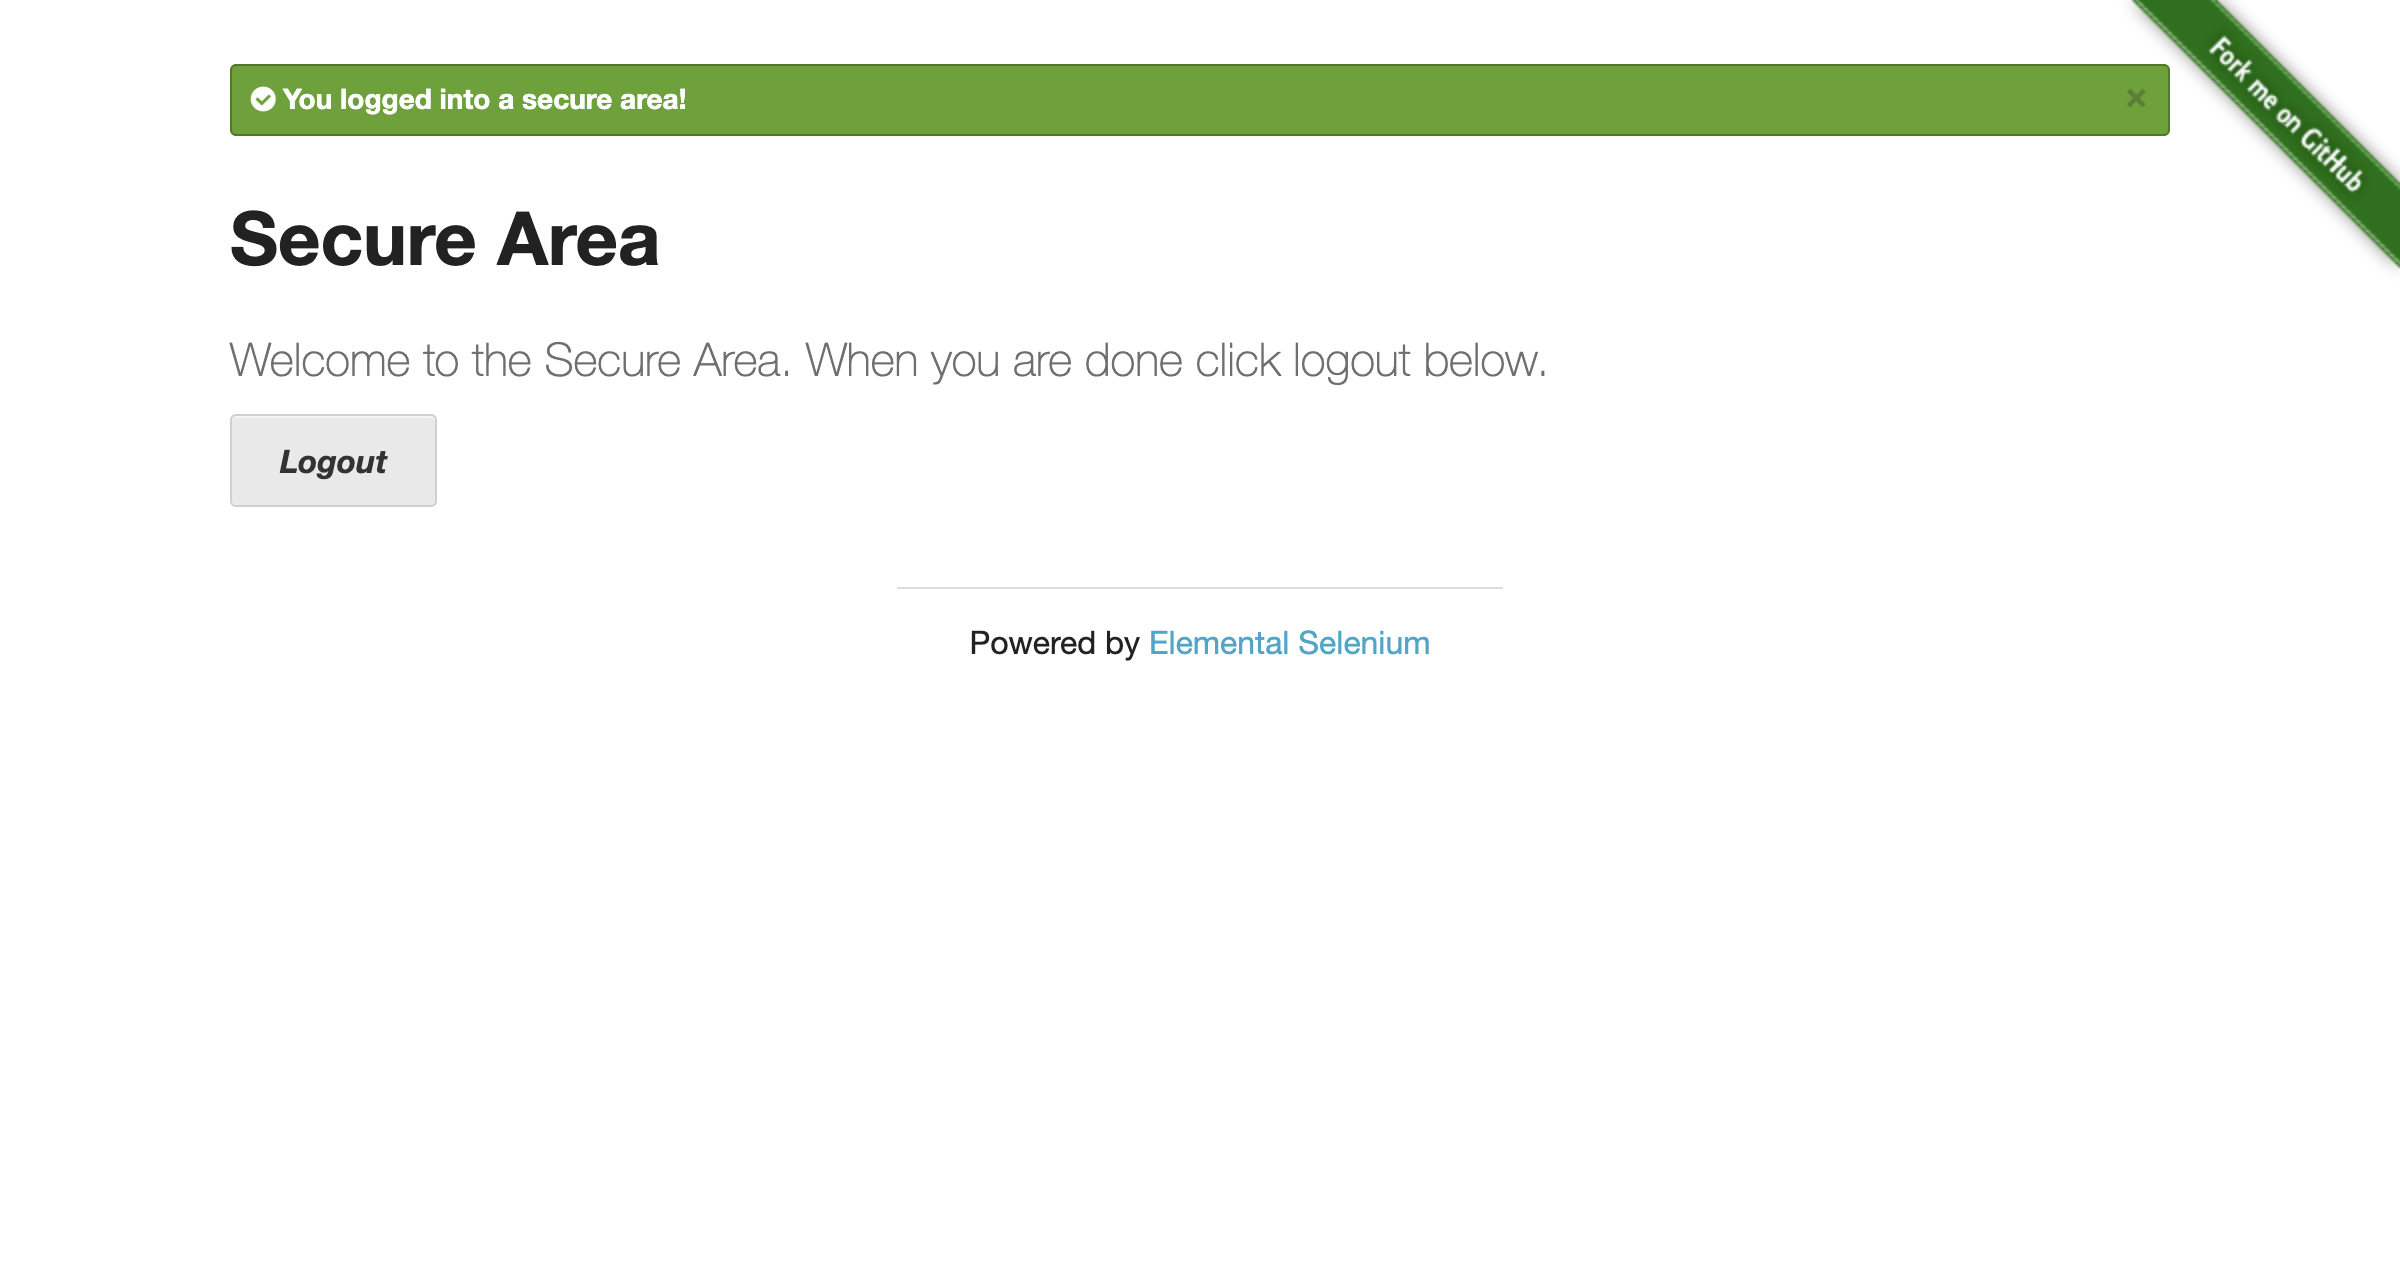 You logged into a secure area!
×
Fork me on GitHub
Secure Area
Welcome to the Secure Area. When you are done click logout below.
Logout
Powered by Elemental Selenium